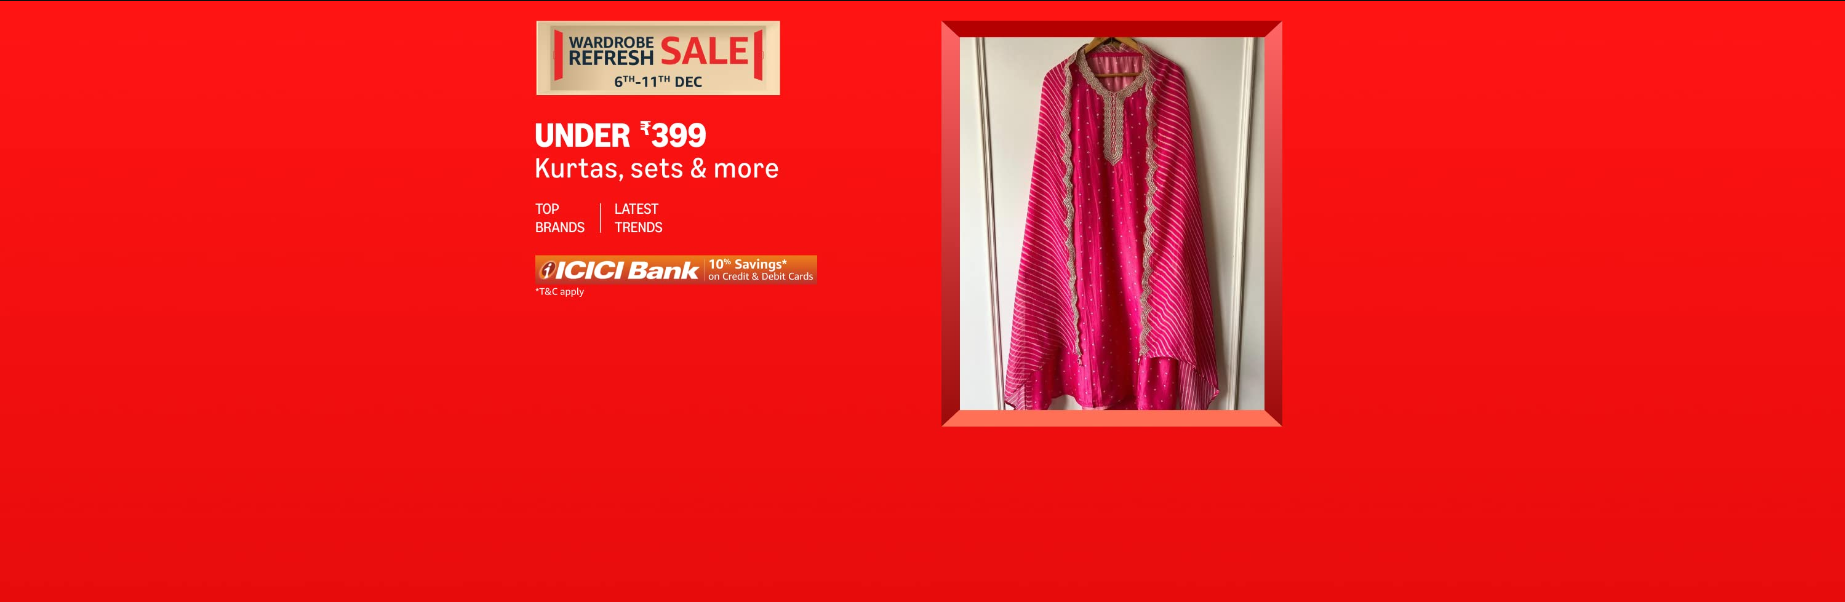 WARDROBE
REFRESH SALE
6TH-11TH DEC
UNDER ₹399
Kurtas, sets & more
TOP BRANDS
LATEST TRENDS
ICICI Bank
10% Savings*
on Credit & Debit Cards
*T&C apply